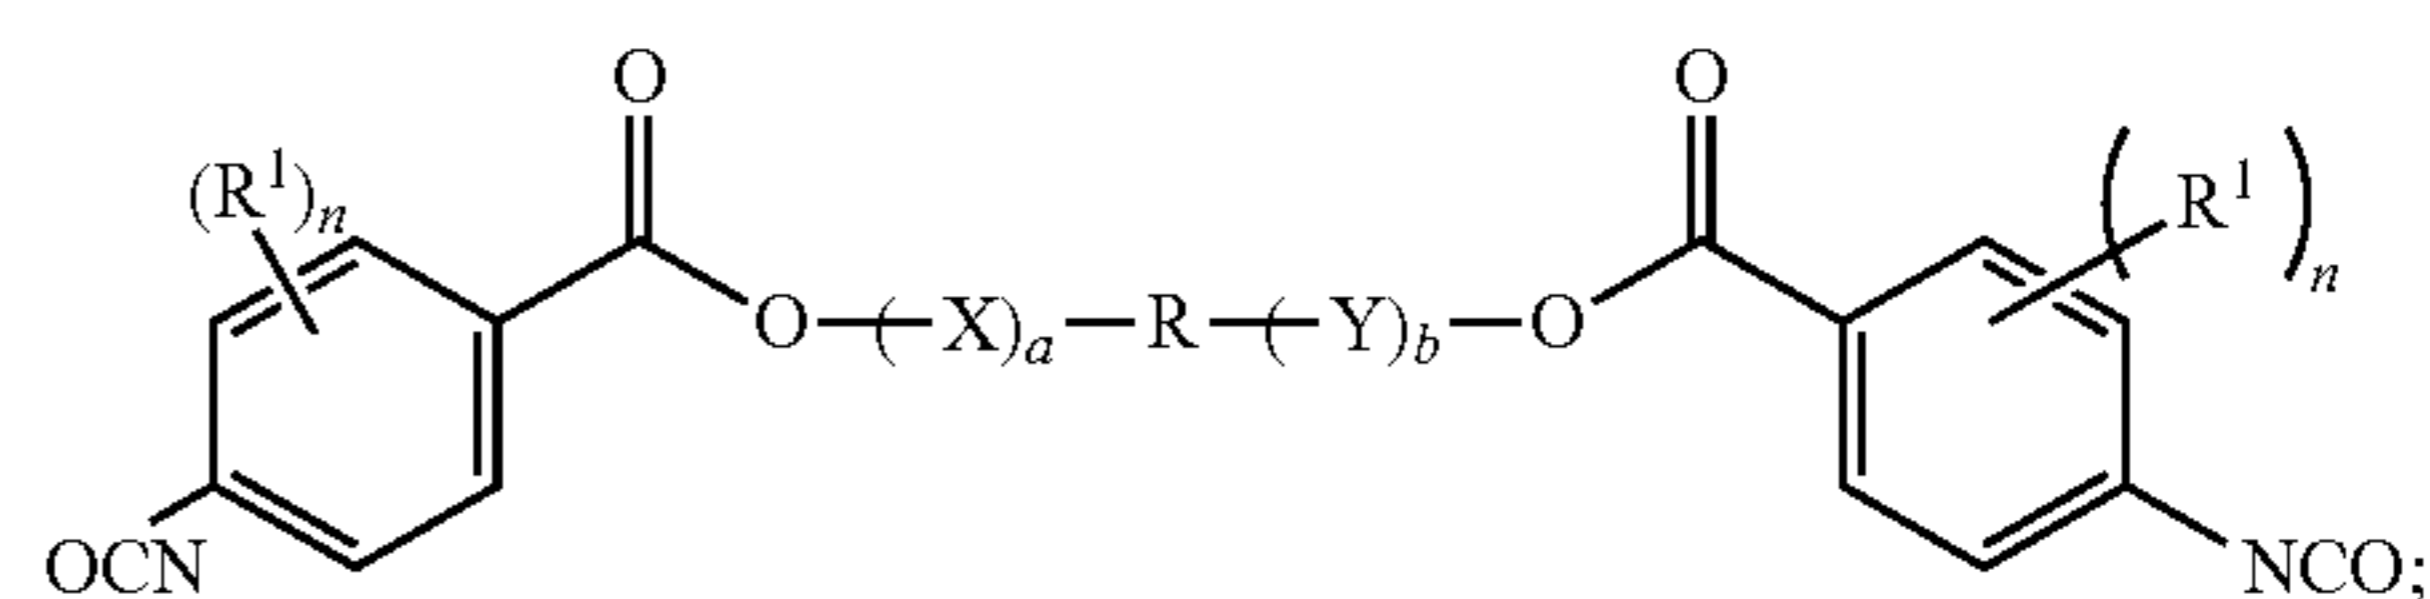 O O
(R¹)ₙ (R¹)ₙ
O—(X)ₐ—R—(Y)b—O
OCN NCO;